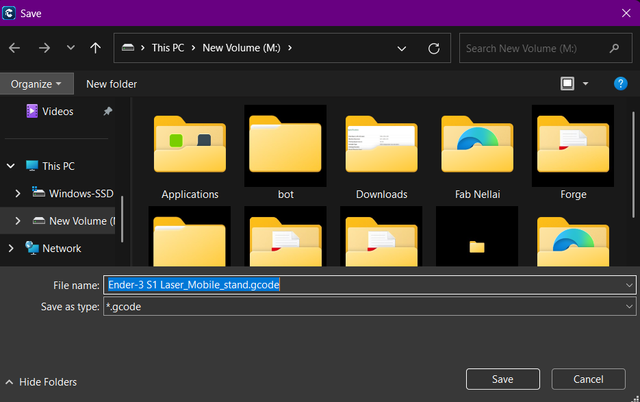 Save
This PC > New Volume (M:) >
Search New Volume (M:)
Organize
New folder
Videos
This PC
Windows-SSD
New Volume (M
Network
Applications
bot
Downloads
Fab Nellai
Forge
File name: Ender-3 S1 Laser_Mobile_stand.gcode
Save as type: *.gcode
Hide Folders
Save
Cancel